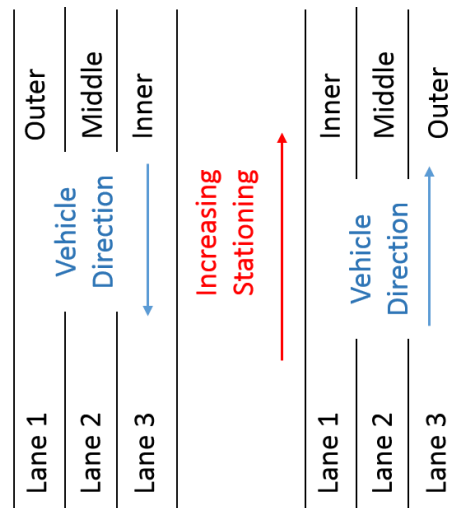 Outer
Middle
Inner
Vehicle
Direction
Lane 1
Lane 2
Lane 3
Increasing
Stationing
Inner
Middle
Outer
Vehicle
Direction
Lane 1
Lane 2
Lane 3